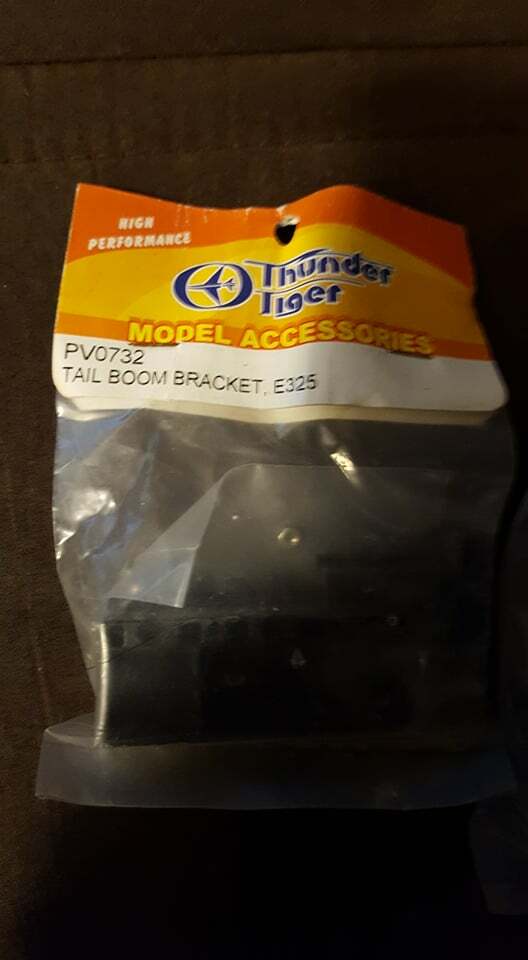 HIGH
PERFORMANCE
Thunder
Tiger
MODEL ACCESSORIES
PV0732
TAIL BOOM BRACKET, E325